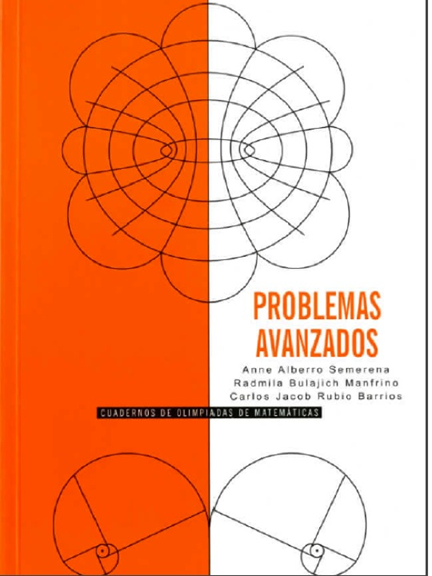 PROBLEMAS
AVANZADOS
Anne Alberro Semerena
Radmila Bulajich Manfrino
Carlos Jacob Rubio Barrios
CUADERNOS DE OLIMPIADAS DE MATEMÁTICAS